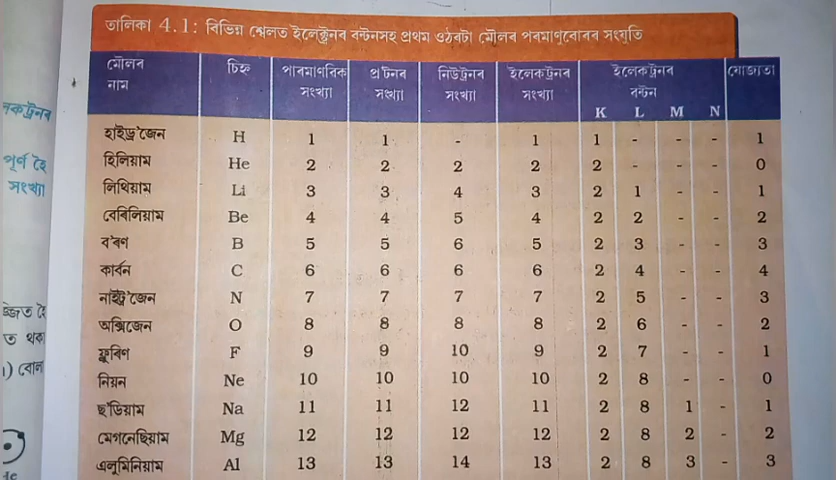 তালিকা 4.1: বিভিন্ন শ্বেলত ইলেক্ট্ৰনৰ বন্টনসহ প্ৰথম ওঠৰটা মৌলৰ পৰমাণুবোৰৰ সংযুতি
মৌলৰ নাম চিহ্ন পাৰমাণৱিক সংখ্যা প্ৰ'টনৰ সংখ্যা নিউট্ৰনৰ সংখ্যা ইলেকট্ৰনৰ সংখ্যা ইলেকট্ৰনৰ বন্টন যোজ্যতা
K L M N
হাইড্ৰ'জেন H 1 1 - 1 1 - - - 1
হিলিয়াম He 2 2 2 2 2 - - - 0
লিথিয়াম Li 3 3 4 3 2 1 - - 1
বেৰিলিয়াম Be 4 4 5 4 2 2 - - 2
ব'ৰণ B 5 5 6 5 2 3 - - 3
কাৰ্বন C 6 6 6 6 2 4 - - 4
নাইট্ৰ'জেন N 7 7 7 7 2 5 - - 3
অক্সিজেন O 8 8 8 8 2 6 - - 2
ফ্লুৰিণ F 9 9 10 9 2 7 - - 1
নিয়ন Ne 10 10 10 10 2 8 - - 0
ছ'ডিয়াম Na 11 11 12 11 2 8 1 - 1
মেগনেছিয়াম Mg 12 12 12 12 2 8 2 - 2
এলুমিনিয়াম Al 13 13 14 13 2 8 3 - 3
পূৰ্ণ হৈ
সংখ্যা
ত থকা
বোল